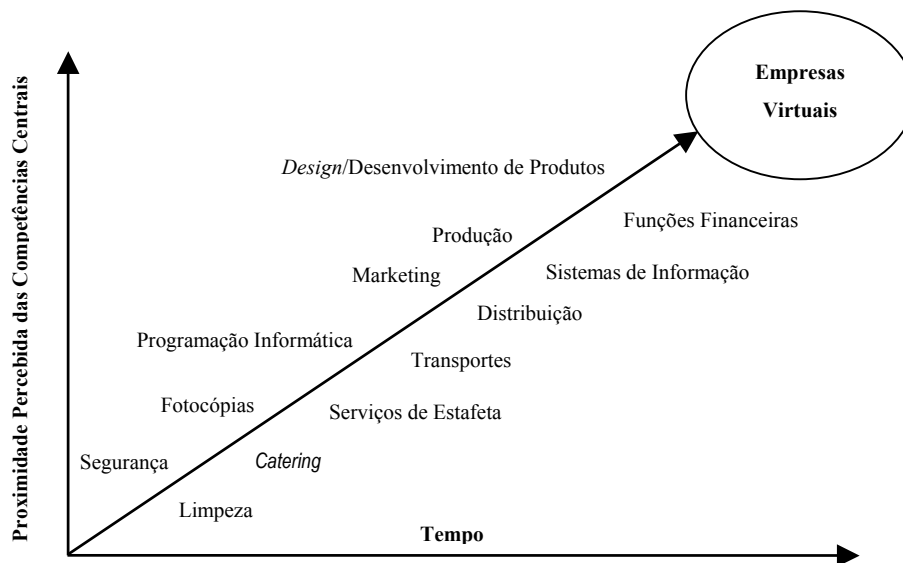 Empresas
Virtuais
Proximidade Percebida das Competências Centrais
Design/Desenvolvimento de Produtos
Funções Financeiras
Produção
Marketing
Sistemas de Informação
Distribuição
Programação Informática
Transportes
Fotocópias
Serviços de Estafeta
Segurança
Catering
Limpeza
Tempo